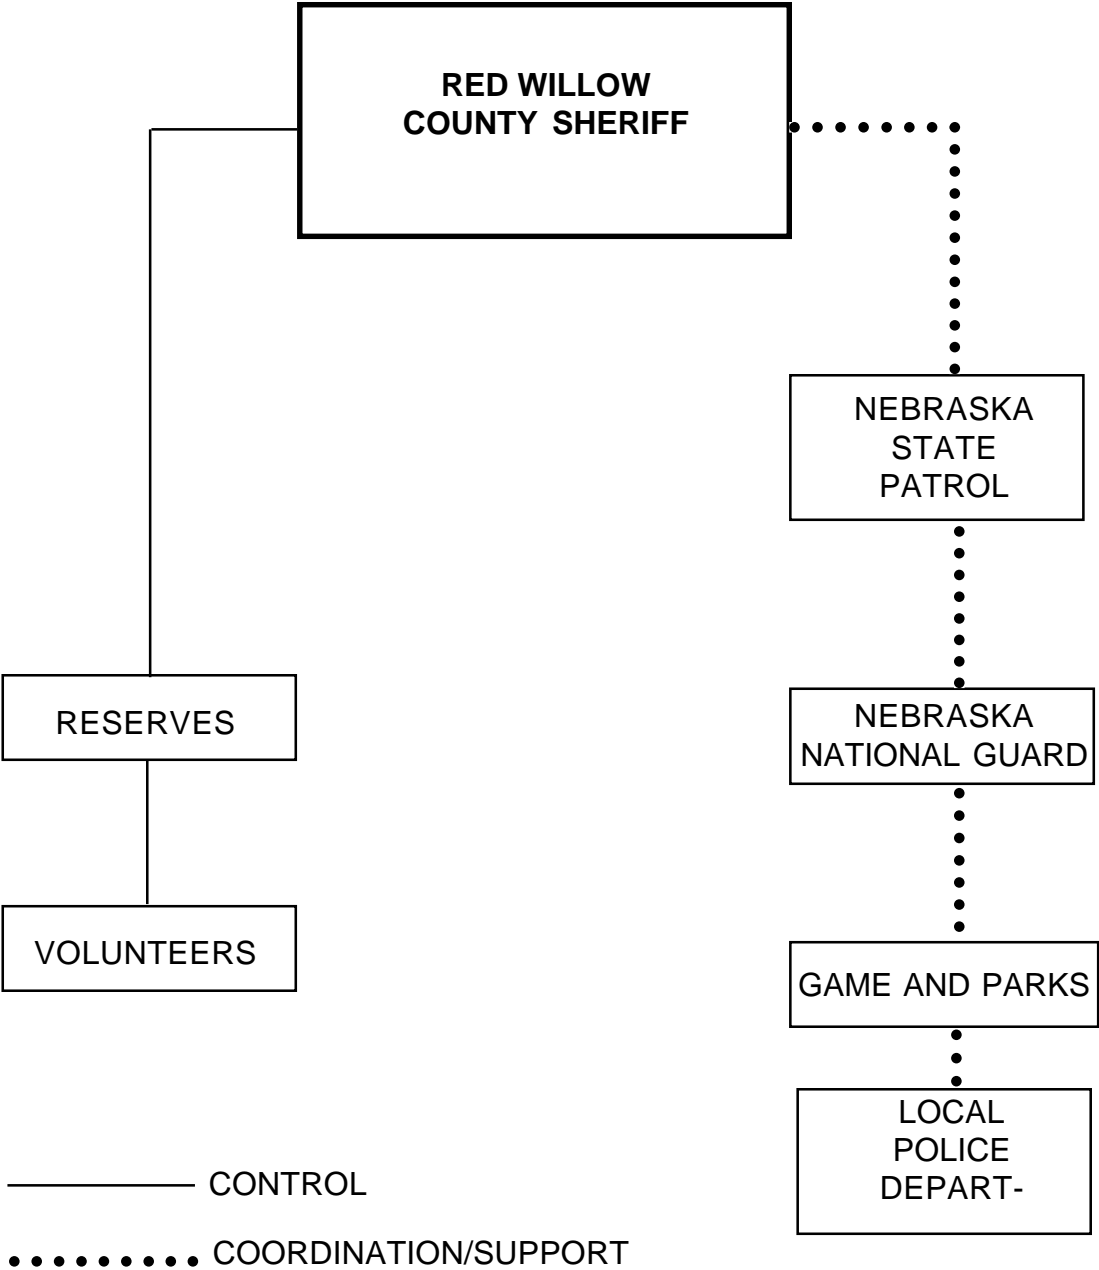 RED WILLOW
COUNTY SHERIFF
NEBRASKA
STATE
PATROL
RESERVES
NEBRASKA
NATIONAL GUARD
VOLUNTEERS
GAME AND PARKS
LOCAL
POLICE
DEPART-
CONTROL
COORDINATION/SUPPORT